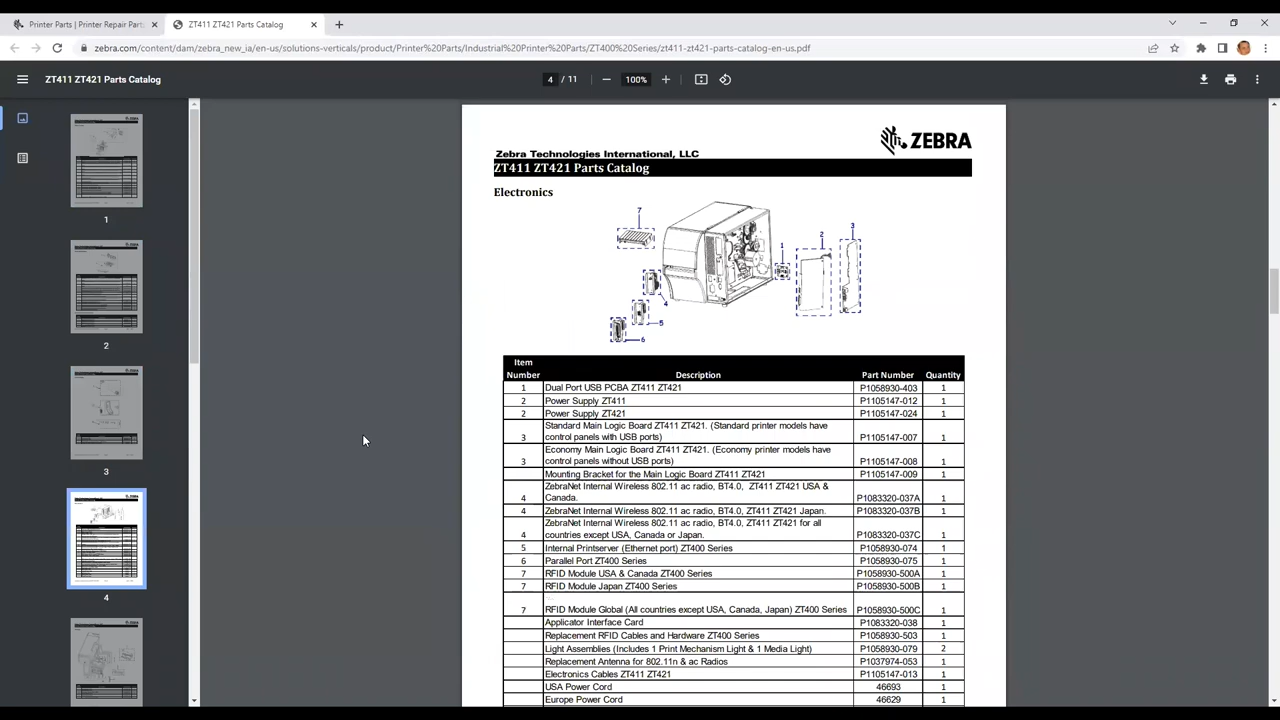 Printer Parts | Printer Repair Parts
ZT411 ZT421 Parts Catalog
zebra.com/content/dam/zebra_new_ia/en-us/solutions-verticals/product/Printer%20Parts/Industrial%20Printer%20Parts/ZT400%20Series/zt411-zt421-parts-catalog-en-us.pdf
ZT411 ZT421 Parts Catalog
4 / 11
100%
1
2
3
4
ZEBRA
Zebra Technologies International, LLC
ZT411 ZT421 Parts Catalog
Electronics
7
3
2
1
4
5
6
Item Number Description Part Number Quantity
1 Dual Port USB PCBA ZT411 ZT421 P1058930-403 1
2 Power Supply ZT411 P1105147-012 1
2 Power Supply ZT421 P1105147-024 1
3 Standard Main Logic Board ZT411 ZT421. (Standard printer models have
control panels with USB ports) P1105147-007 1
3 Economy Main Logic Board ZT411 ZT421. (Economy printer models have
control panels without USB ports) P1105147-008 1
Mounting Bracket for the Main Logic Board ZT411 ZT421 P1105147-009 1
4 ZebraNet Internal Wireless 802.11 ac radio, BT4.0, ZT411 ZT421 USA &
Canada. P1083320-037A 1
4 ZebraNet Internal Wireless 802.11 ac radio, BT4.0, ZT411 ZT421 Japan. P1083320-037B 1
4 ZebraNet Internal Wireless 802.11 ac radio, BT4.0, ZT411 ZT421 for all
countries except USA, Canada or Japan. P1083320-037C 1
5 Internal Printserver (Ethernet port) ZT400 Series P1058930-074 1
6 Parallel Port ZT400 Series P1058930-075 1
7 RFID Module USA & Canada ZT400 Series P1058930-500A 1
7 RFID Module Japan ZT400 Series P1058930-500B 1
7 RFID Module Global (All countries except USA, Canada, Japan) ZT400 Series P1058930-500C 1
Applicator Interface Card P1083320-038 1
Replacement RFID Cables and Hardware ZT400 Series P1058930-503 1
Light Assemblies (Includes 1 Print Mechanism Light & 1 Media Light) P1058930-079 2
Replacement Antenna for 802.11n & ac Radios P1037974-053 1
Electronics Cables ZT411 ZT421 P1105147-013 1
USA Power Cord 46693 1
Europe Power Cord 46629 1